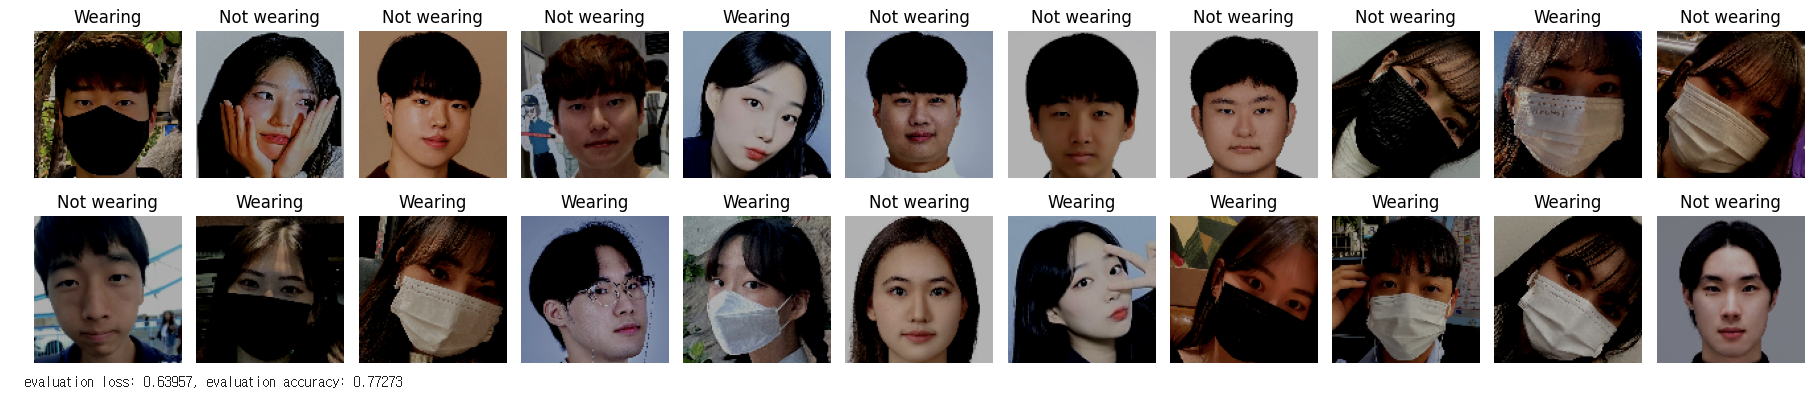 Wearing Not wearing Not wearing Not wearing Wearing Not wearing Not wearing Not wearing Not wearing Wearing Not wearing
Not wearing Wearing Wearing Wearing Wearing Not wearing Wearing Wearing Wearing Wearing Not wearing
evaluation loss: 0.63957, evaluation accuracy: 0.77273